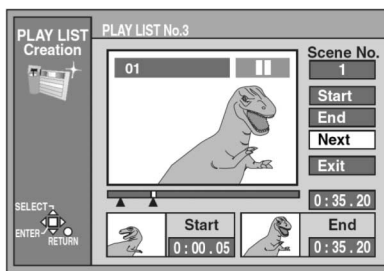 PLAY LIST
Creation
PLAY LIST No.3
01
Scene No.
1
Start
End
Next
Exit
0:35.20
SELECT
ENTER
RETURN
Start
0:00.05
End
0:35.20